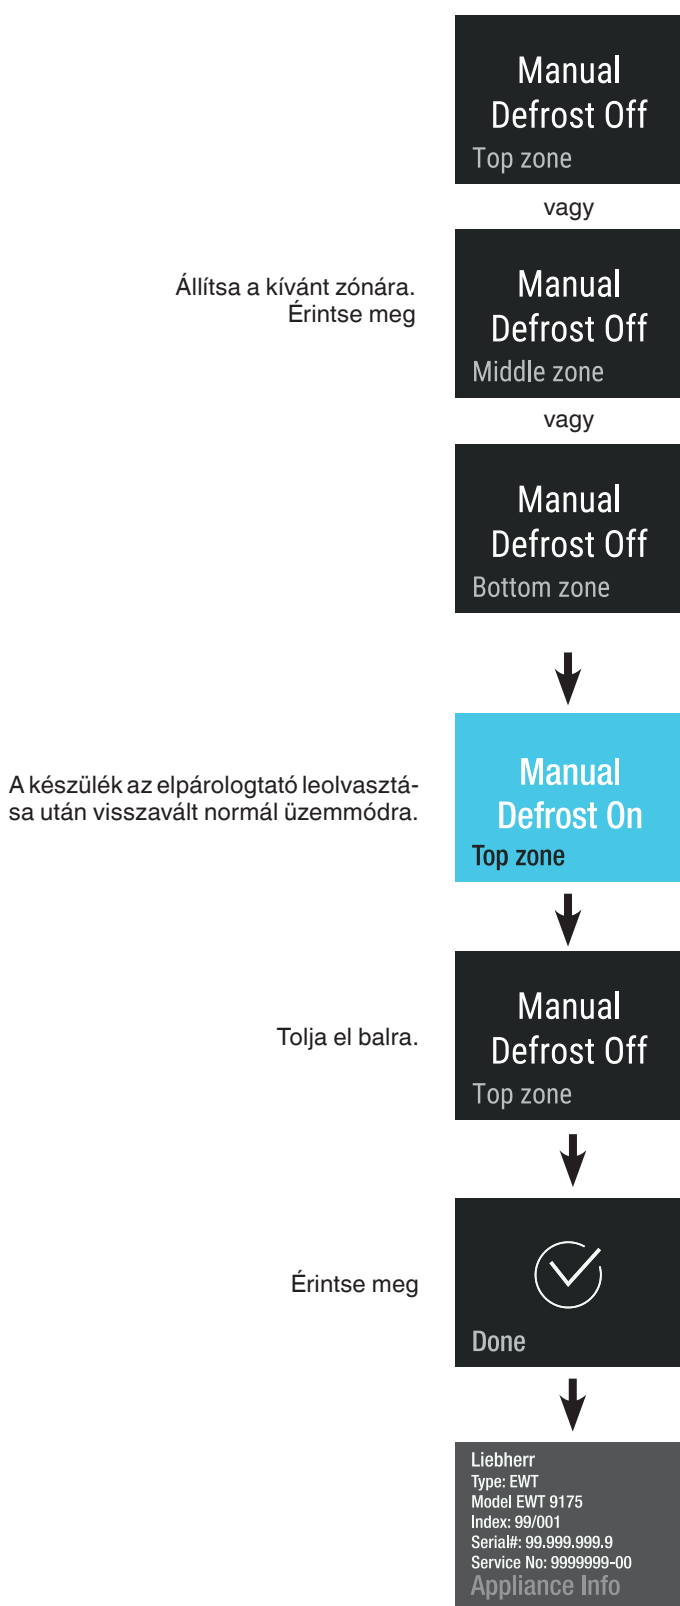 Manual
Defrost Off
Top zone
vagy
Állítsa a kívánt zónára.
Érintse meg
Manual
Defrost Off
Middle zone
vagy
Manual
Defrost Off
Bottom zone
A készülék az elpárologtató leolvasztá-
sa után visszavált normál üzemmódra.
Manual
Defrost On
Top zone
Tolja el balra.
Manual
Defrost Off
Top zone
Érintse meg
Done
Liebherr
Type: EWT
Model EWT 9175
Index: 99/001
Serial#: 99.999.999.9
Service No: 9999999-00
Appliance Info